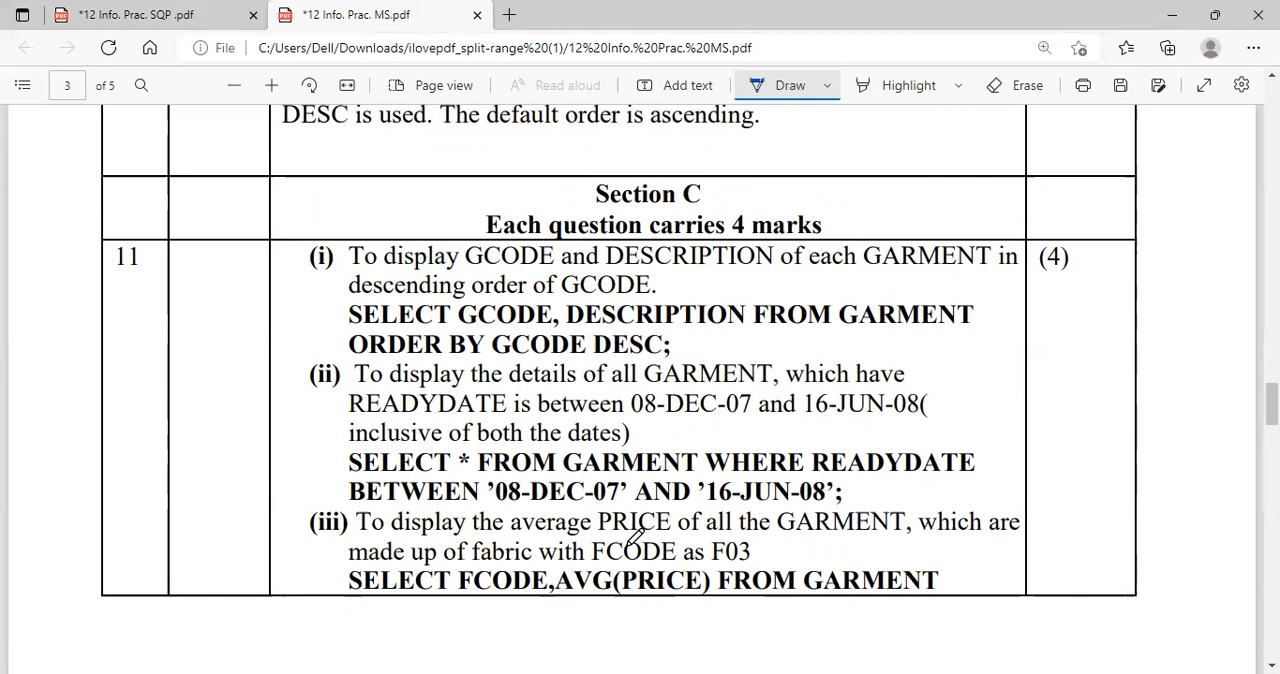 *12 Info. Prac. SQP .pdf
*12 Info. Prac. MS.pdf
File C:/Users/Dell/Downloads/ilovepdf_split-range%20(1)/12%20Info.%20Prac.%20MS.pdf
3 of 5 Page view Read aloud Add text Draw Highlight Erase
DESC is used. The default order is ascending.
Section C
Each question carries 4 marks
11 (i) To display GCODE and DESCRIPTION of each GARMENT in (4)
descending order of GCODE.
SELECT GCODE, DESCRIPTION FROM GARMENT
ORDER BY GCODE DESC;
(ii) To display the details of all GARMENT, which have
READYDATE is between 08-DEC-07 and 16-JUN-08(
inclusive of both the dates)
SELECT * FROM GARMENT WHERE READYDATE
BETWEEN ’08-DEC-07’ AND ’16-JUN-08’;
(iii) To display the average PRICE of all the GARMENT, which are
made up of fabric with FCODE as F03
SELECT FCODE,AVG(PRICE) FROM GARMENT